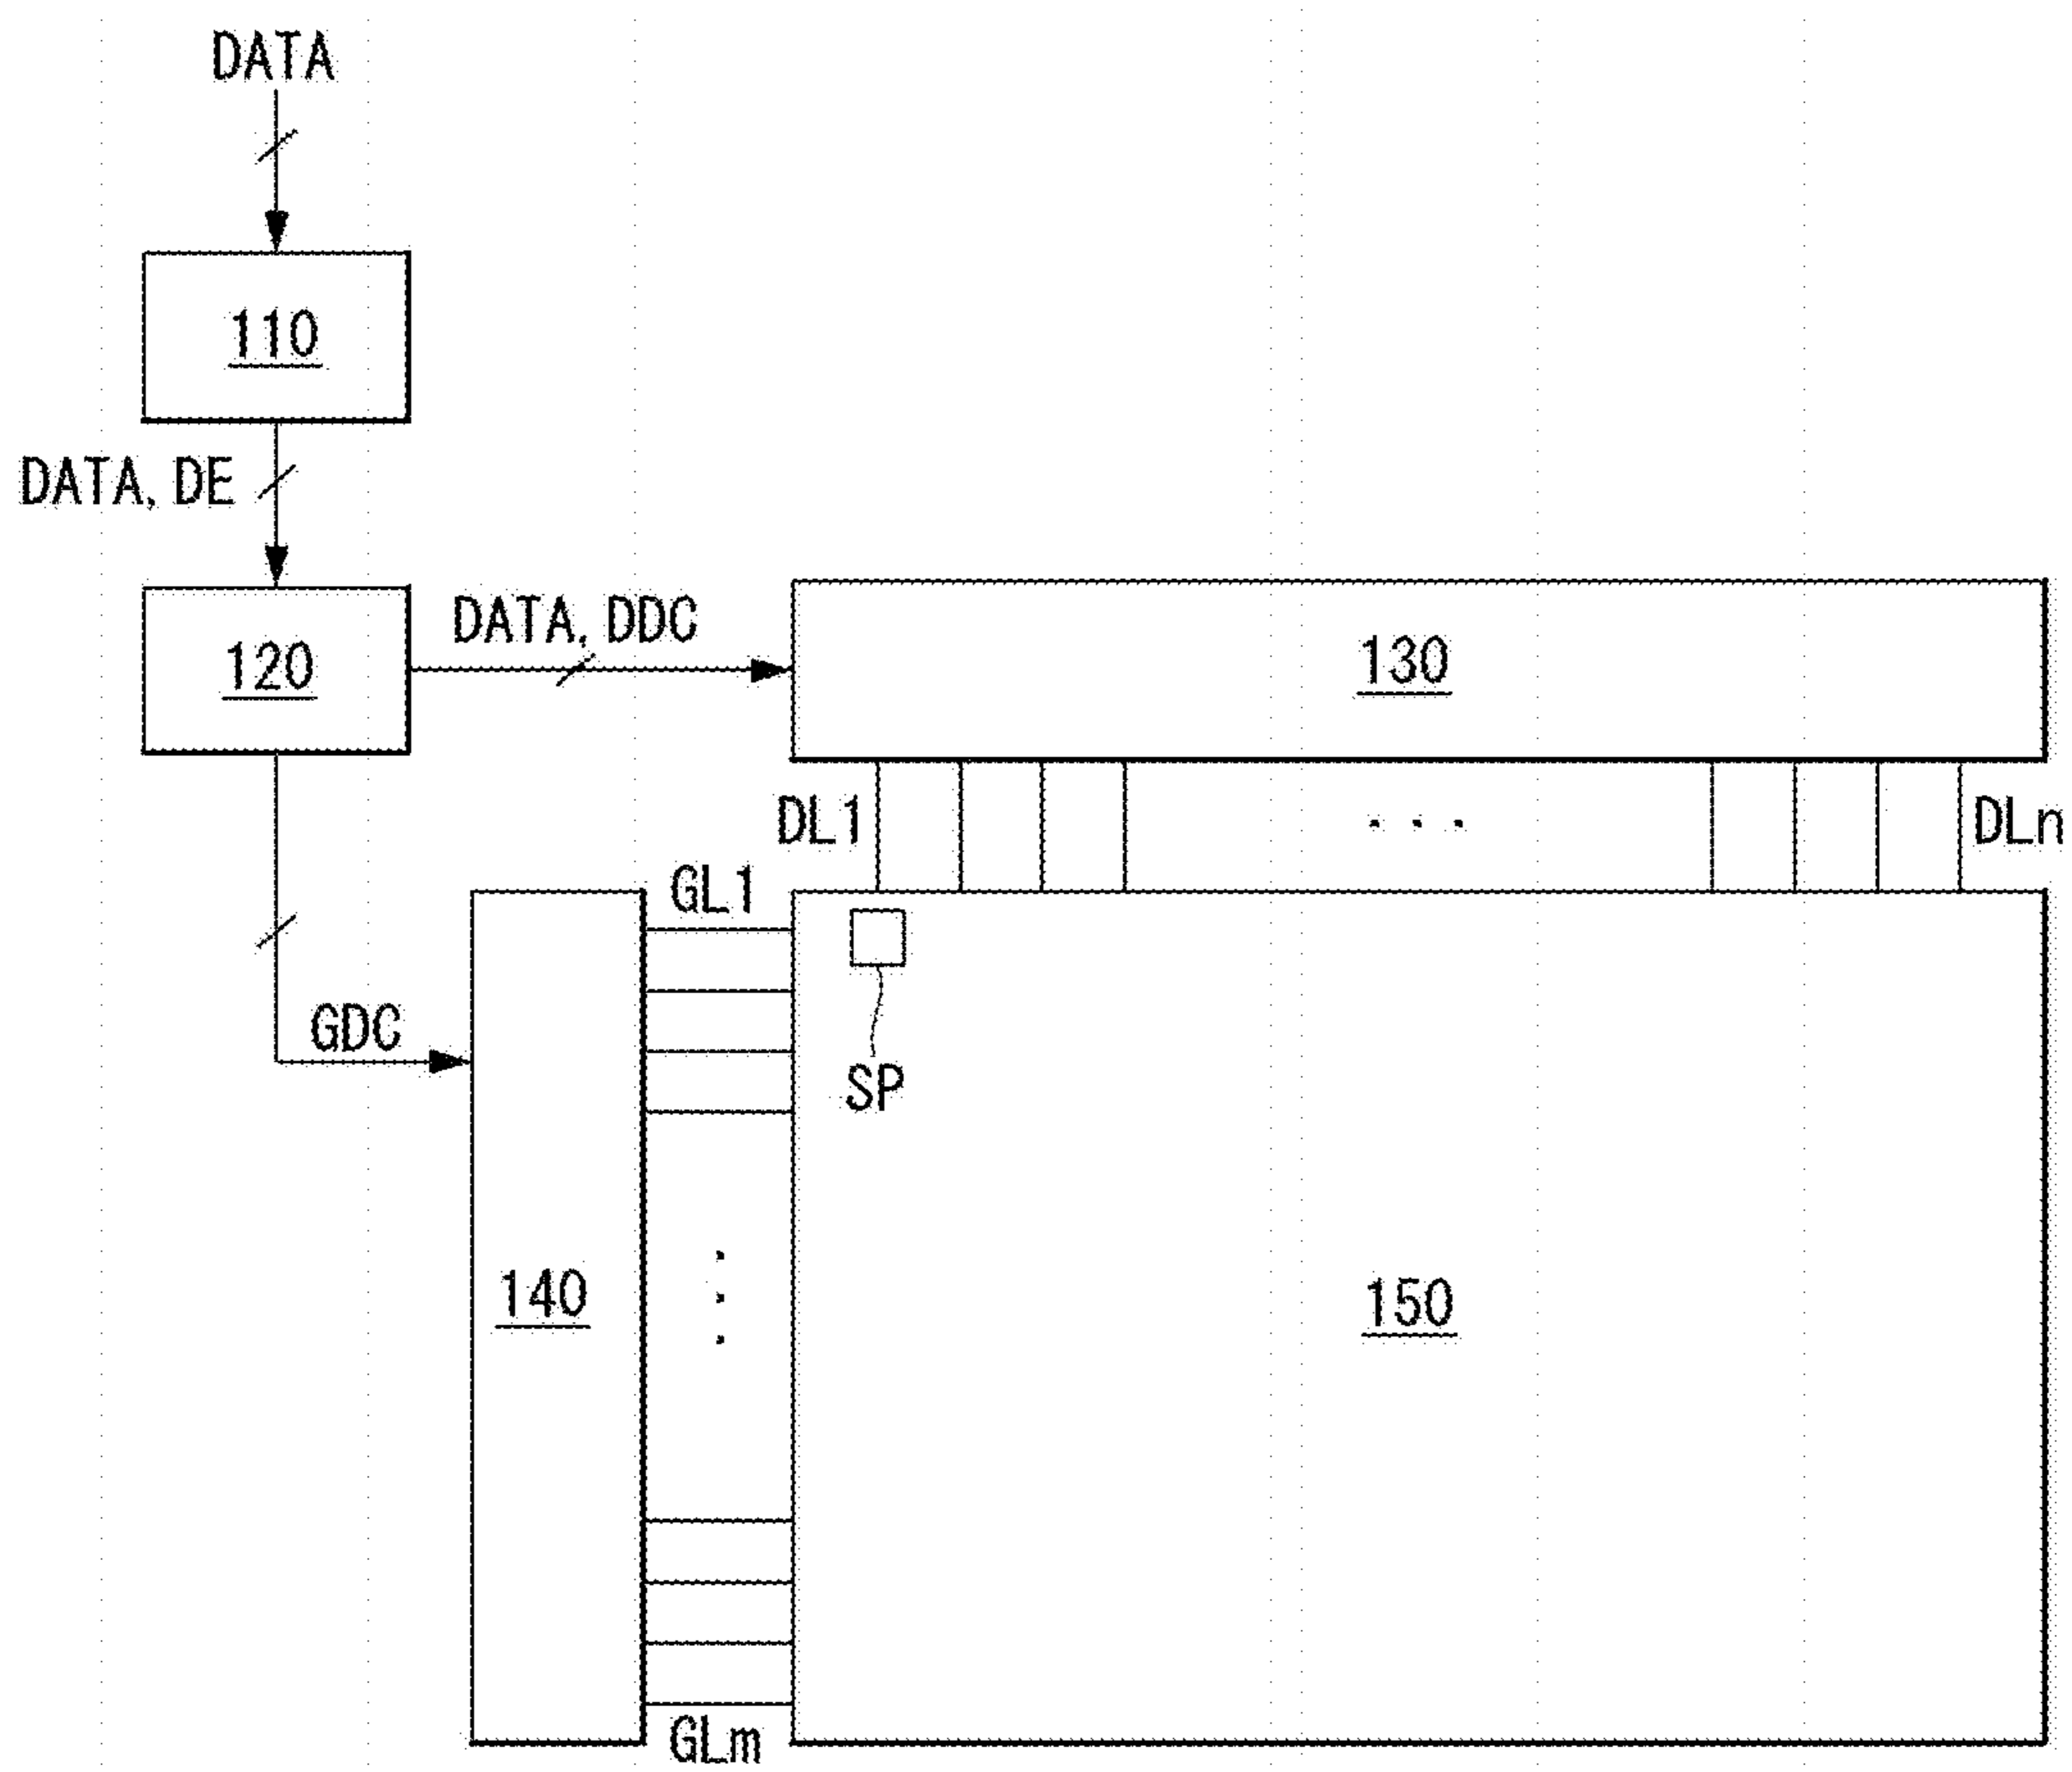 DATA
110
DATA, DE
120
DATA, DDC
130
DL1
DLn
GL1
GDC
SP
140
150
GLm